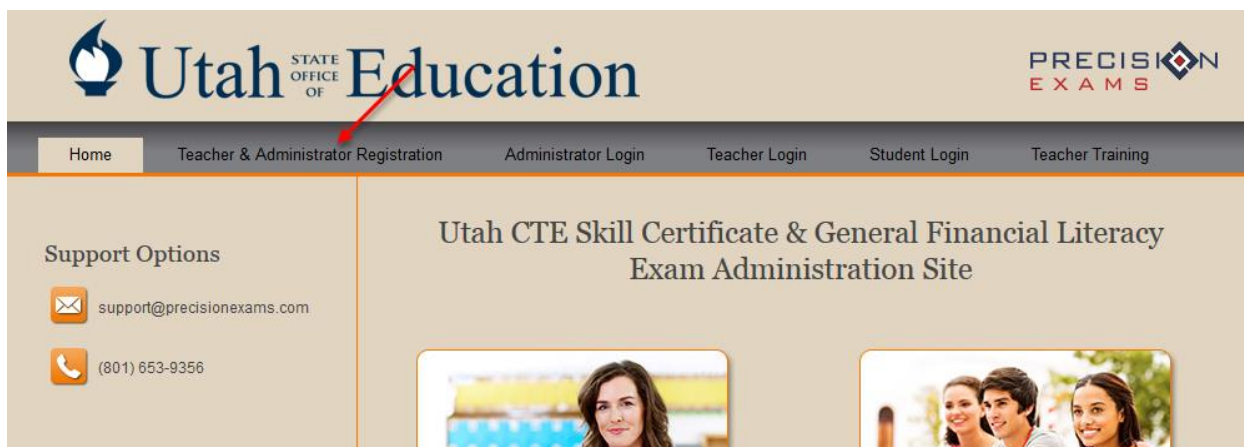 Utah STATE OFFICE OF Education
PRECISION
EXAMS
Home Teacher & Administrator Registration Administrator Login Teacher Login Student Login Teacher Training
Support Options
support@precisionexams.com
(801) 653-9356
Utah CTE Skill Certificate & General Financial Literacy
Exam Administration Site